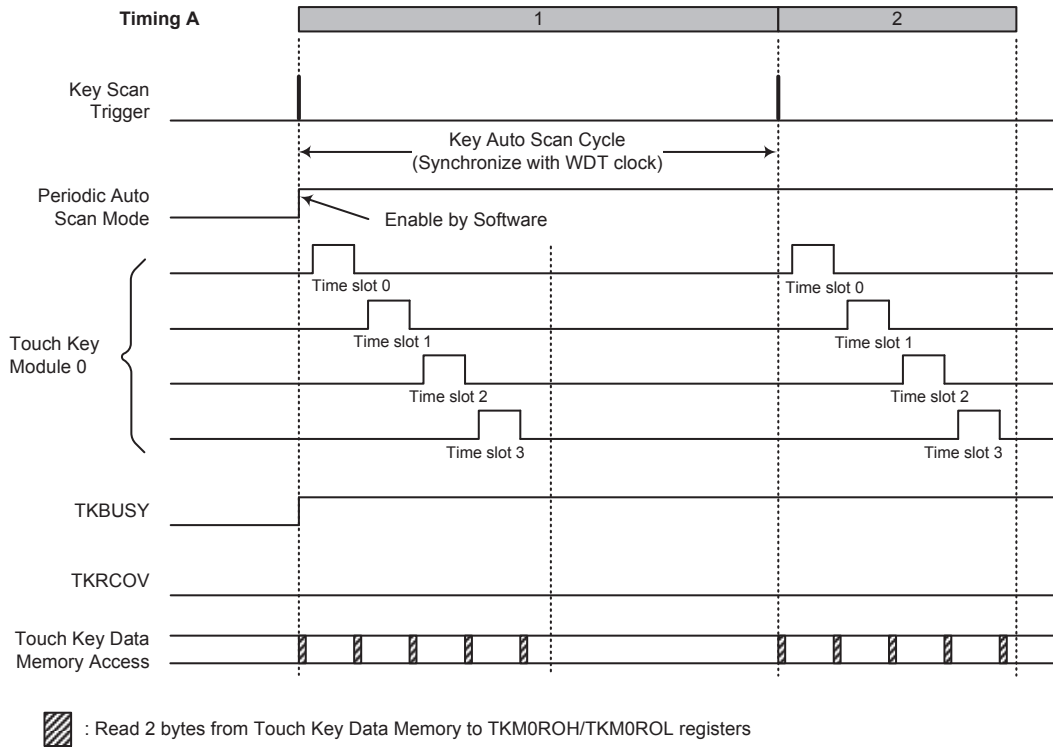 Timing A
1
2
Key Scan
Trigger
Key Auto Scan Cycle
(Synchronize with WDT clock)
Periodic Auto
Scan Mode
Enable by Software
Touch Key
Module 0
Time slot 0
Time slot 0
Time slot 1
Time slot 1
Time slot 2
Time slot 2
Time slot 3
Time slot 3
TKBUSY
TKRCOV
Touch Key Data
Memory Access
: Read 2 bytes from Touch Key Data Memory to TKM0ROH/TKM0ROL registers